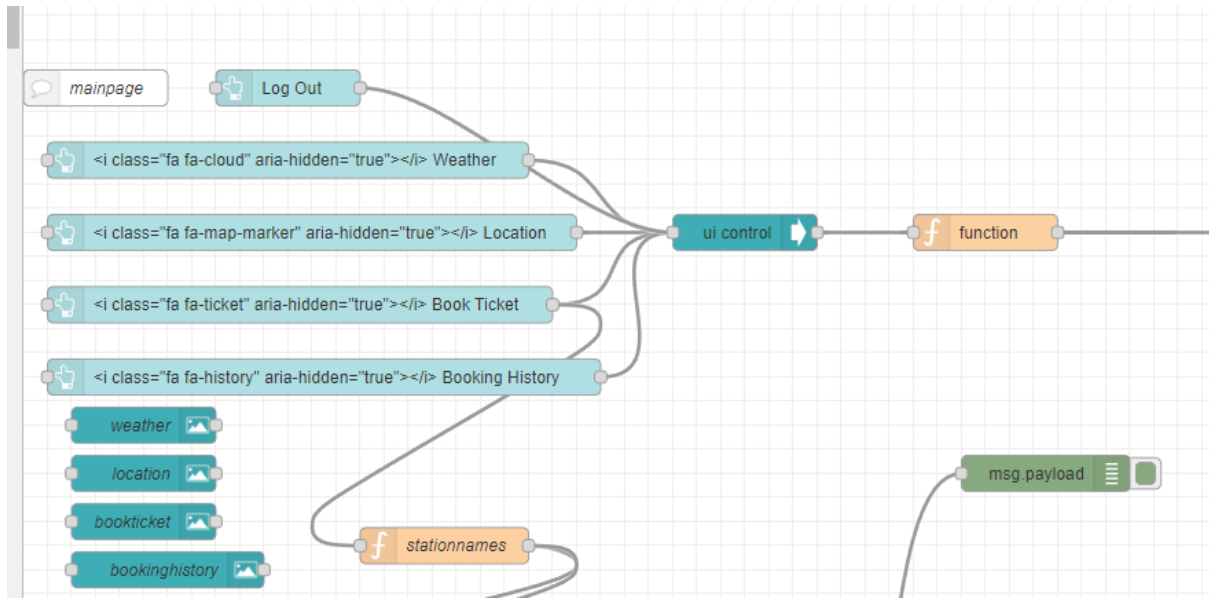 mainpage
Log Out
<i class="fa fa-cloud" aria-hidden="true"></i> Weather
<i class="fa fa-map-marker" aria-hidden="true"></i> Location
ui control
function
<i class="fa fa-ticket" aria-hidden="true"></i> Book Ticket
<i class="fa fa-history" aria-hidden="true"></i> Booking History
weather
location
msg.payload
bookticket
stationnames
bookinghistory